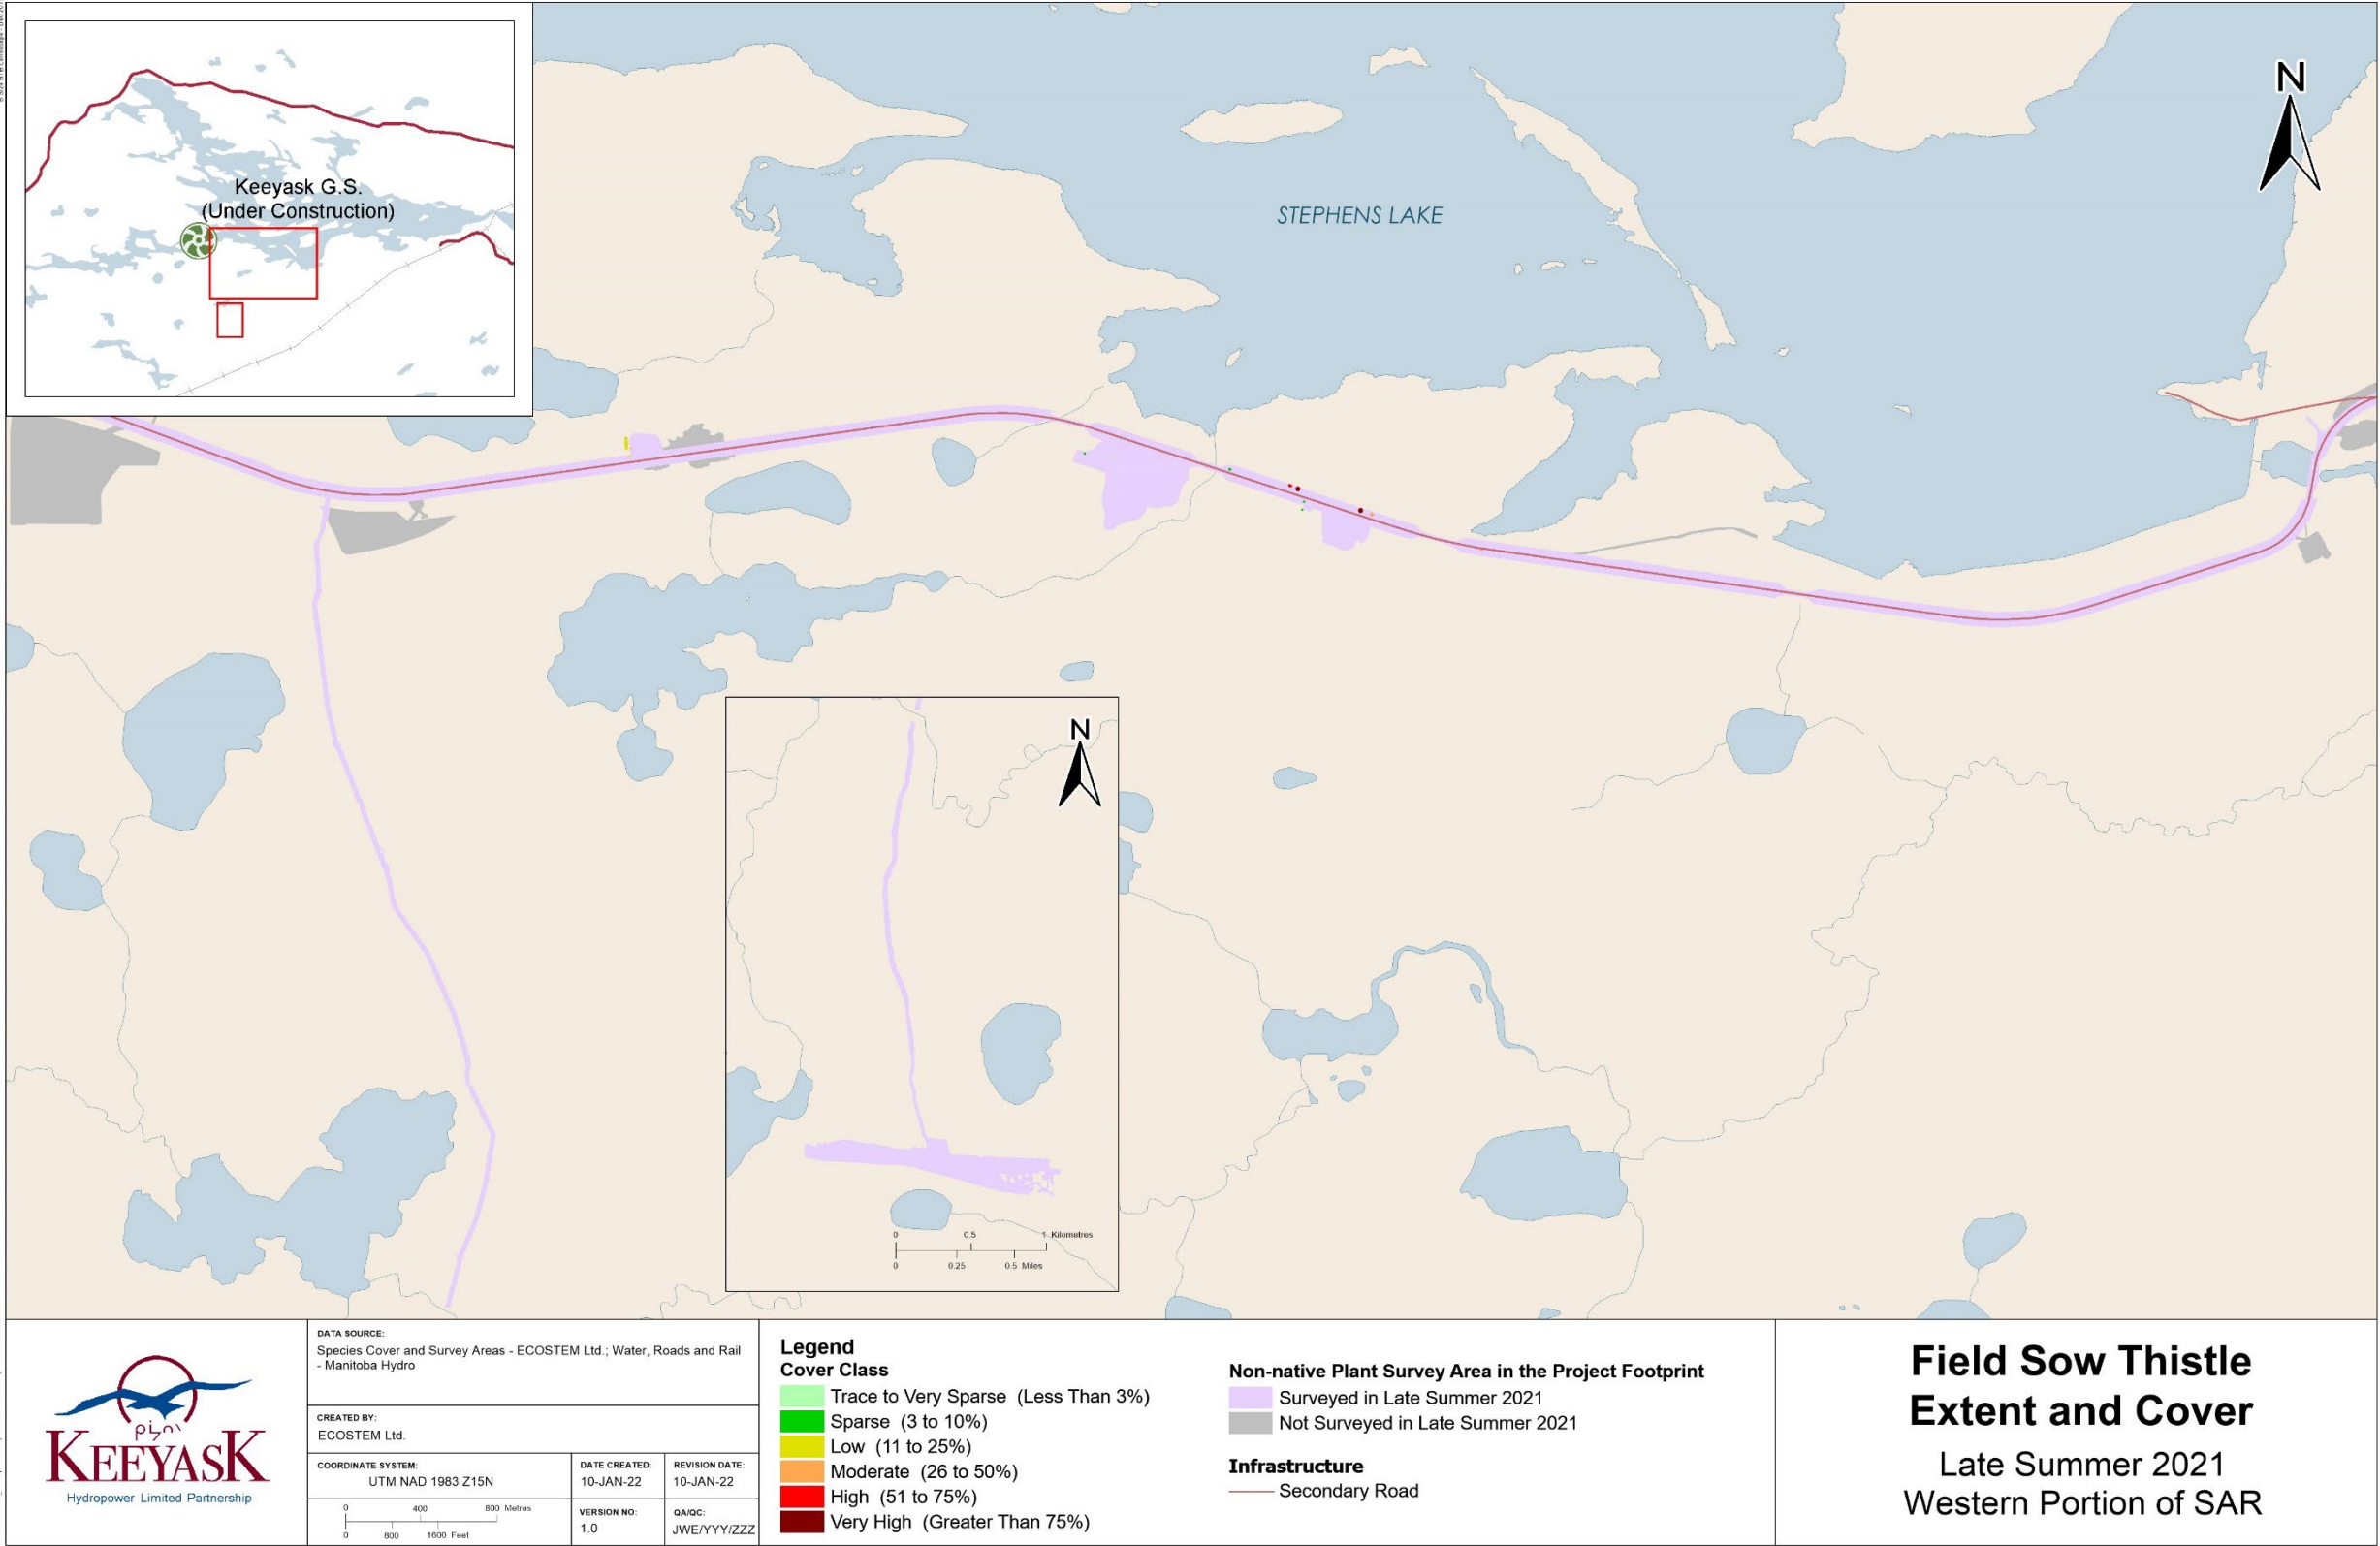 Keeyask G.S.
(Under Construction)
N
STEPHENS LAKE
N
0 0.5 1 Kilometres
0 0.25 0.5 Miles
KEEYASK
Hydropower Limited Partnership
DATA SOURCE:
Species Cover and Survey Areas - ECOSTEM Ltd.; Water, Roads and Rail
- Manitoba Hydro
CREATED BY:
ECOSTEM Ltd.
COORDINATE SYSTEM:
UTM NAD 1983 Z15N
DATE CREATED:
10-JAN-22
REVISION DATE:
10-JAN-22
0 400 800 Metres
0 800 1600 Feet
VERSION NO:
1.0
QA/QC:
JWE/YYY/ZZZ
Legend
Cover Class
Trace to Very Sparse (Less Than 3%)
Sparse (3 to 10%)
Low (11 to 25%)
Moderate (26 to 50%)
High (51 to 75%)
Very High (Greater Than 75%)
Non-native Plant Survey Area in the Project Footprint
Surveyed in Late Summer 2021
Not Surveyed in Late Summer 2021
Infrastructure
Secondary Road
Field Sow Thistle
Extent and Cover
Late Summer 2021
Western Portion of SAR